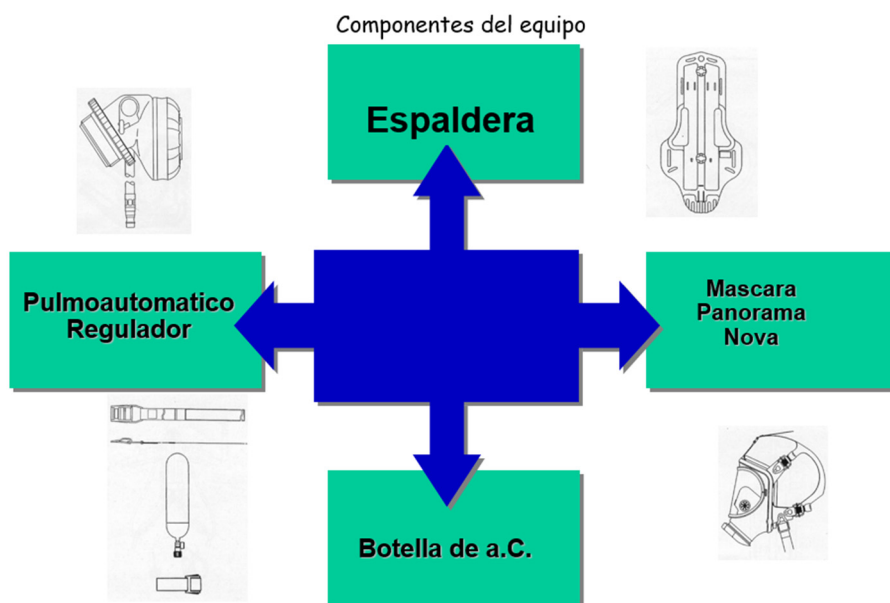 Componentes del equipo
Espaldera
Pulmoautomatico
Regulador
Mascara
Panorama
Nova
Botella de a.C.